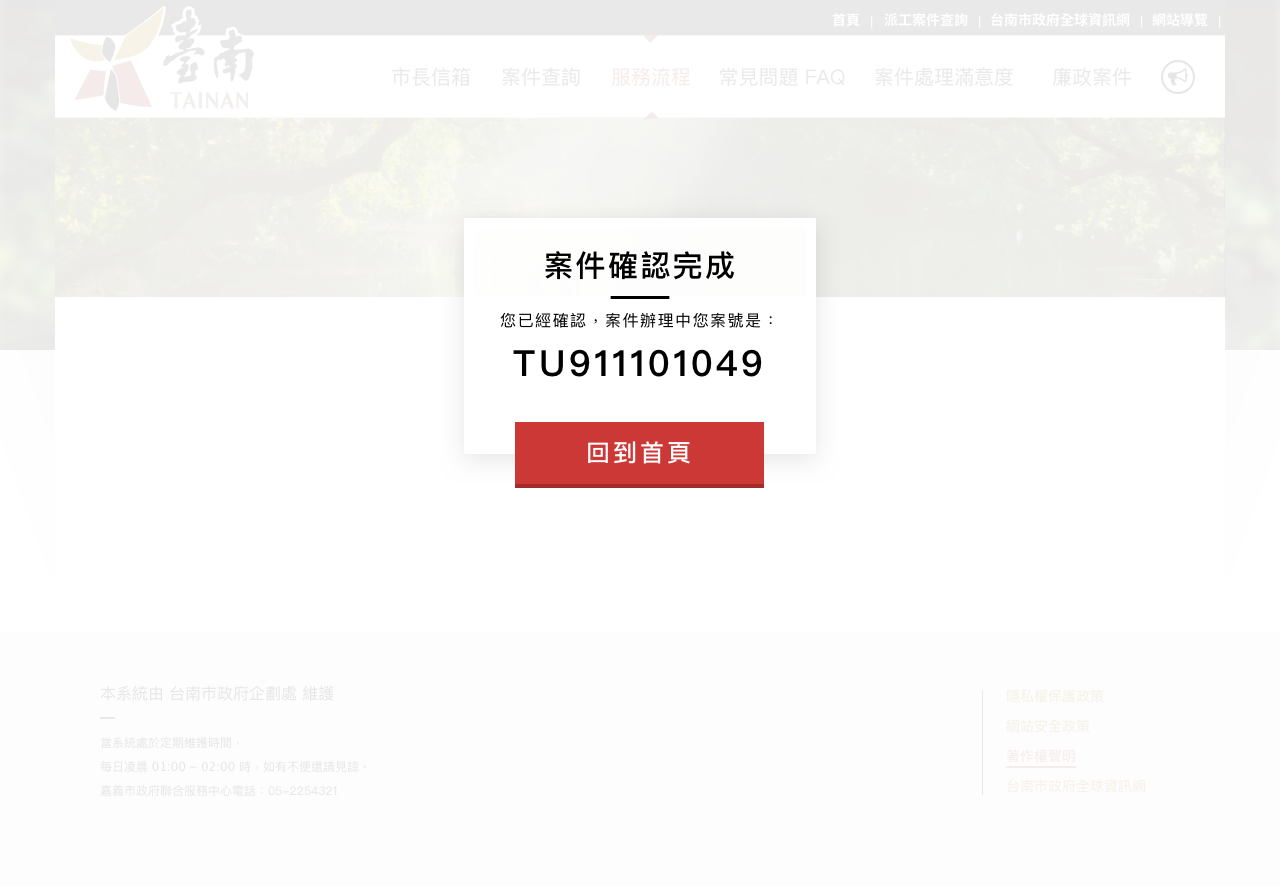 首頁 | 派工案件查詢 | 台南市政府全球資訊網 | 網站導覽 |
臺南
TAINAN
市長信箱 案件查詢 服務流程 常見問題 FAQ 案件處理滿意度 廉政案件
案件確認完成
您已經確認，案件辦理中您案號是：
TU911101049
回到首頁
本系統由 台南市政府企劃處 維護
當系統處於定期維護時間，
每日凌晨 01:00 - 02:00 時，如有不便還請見諒。
嘉義市政府聯合服務中心電話：05-2254321
隱私權保護政策
網站安全政策
著作權聲明
台南市政府全球資訊網